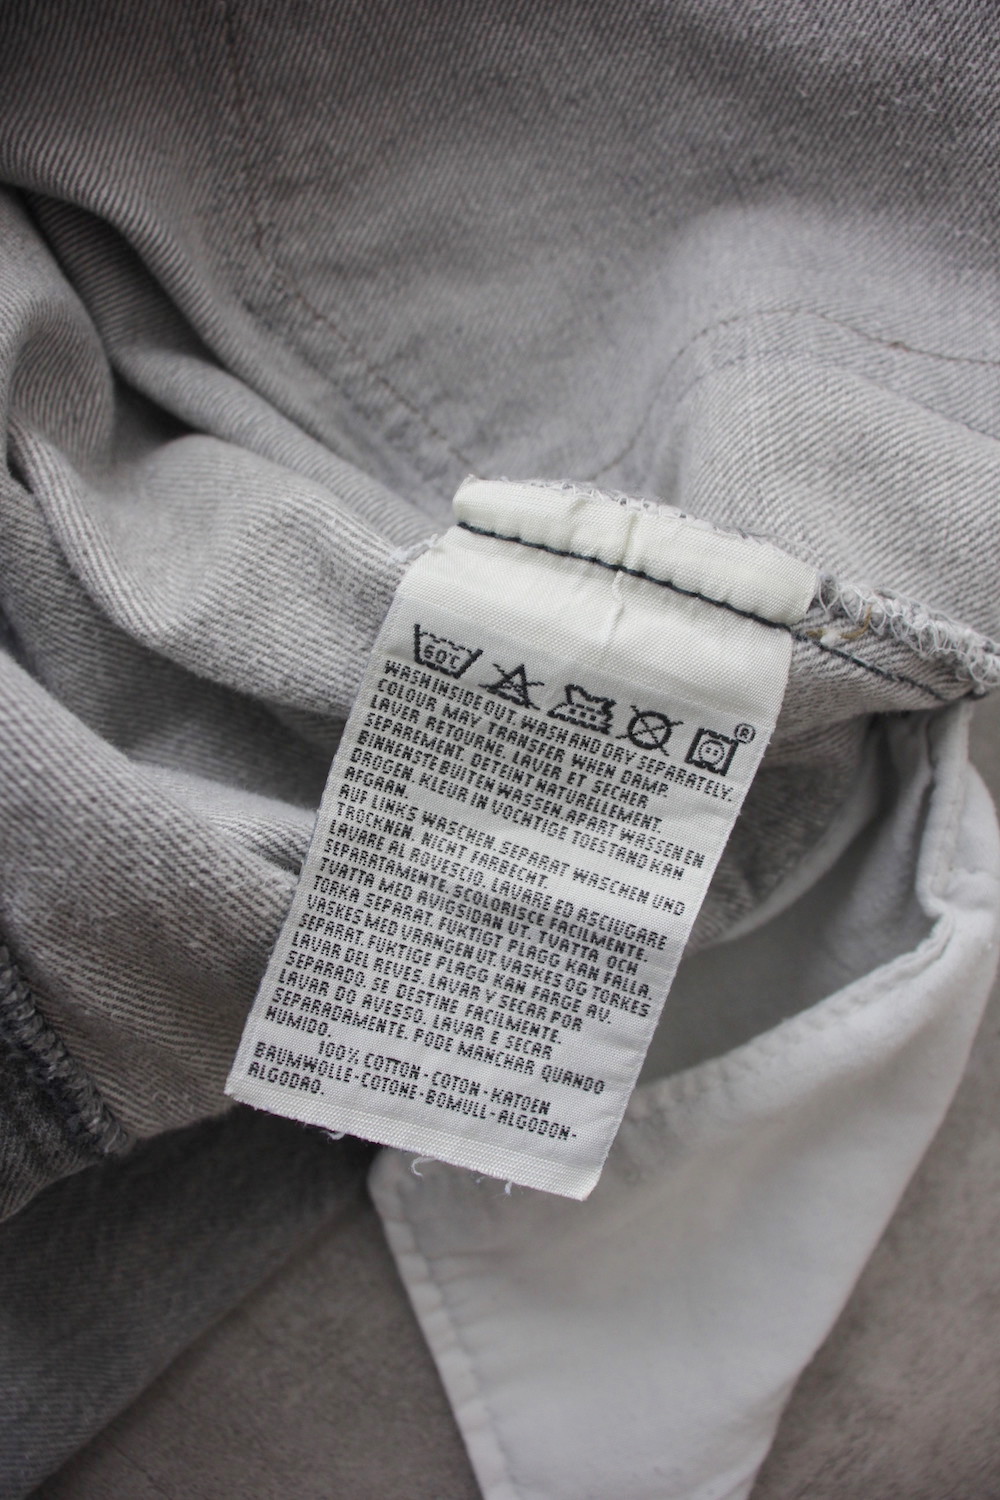 60°C
®
WASH INSIDE OUT. WASH AND DRY SEPARATELY.
COLOUR MAY TRANSFER WHEN DAMP.
LAVER RETOURNE. LAVER ET SECHER
SEPAREMENT. DETEINT NATURELLEMENT.
BINNENSTE BUITEN WASSEN. APART WASSEN EN
DROGEN. KLEUR IN VOCHTIGE TOESTAND KAN
AFGAAN.
AUF LINKS WASCHEN. SEPARAT WASCHEN UND
TROCKNEN. NICHT FARBECHT.
LAVARE AL ROVESCIO. LAVARE ED ASCIUGARE
SEPARATAMENTE. SCOLORISCE FACILMENTE.
TVATTA MED AVIGSIDAN UT. TVATTA OCH
TORKA SEPARAT. FUKTIGT PLAGG KAN FALLA.
VASKES MED VRANGEN UT. VASKES OG TORKES
SEPARAT. FUKTIGE PLAGG KAN FARGE AV.
LAVAR DEL REVES. LAVAR Y SECAR POR
SEPARADO. SE DESTINE FACILMENTE.
LAVAR DO AVESSO. LAVAR E SECAR
SEPARADAMENTE. PODE MANCHAR QUANDO
HUMIDO.
100% COTTON - COTON - KATOEN
BAUMWOLLE - COTONE - BOMULL - ALGODON -
ALGODAO.